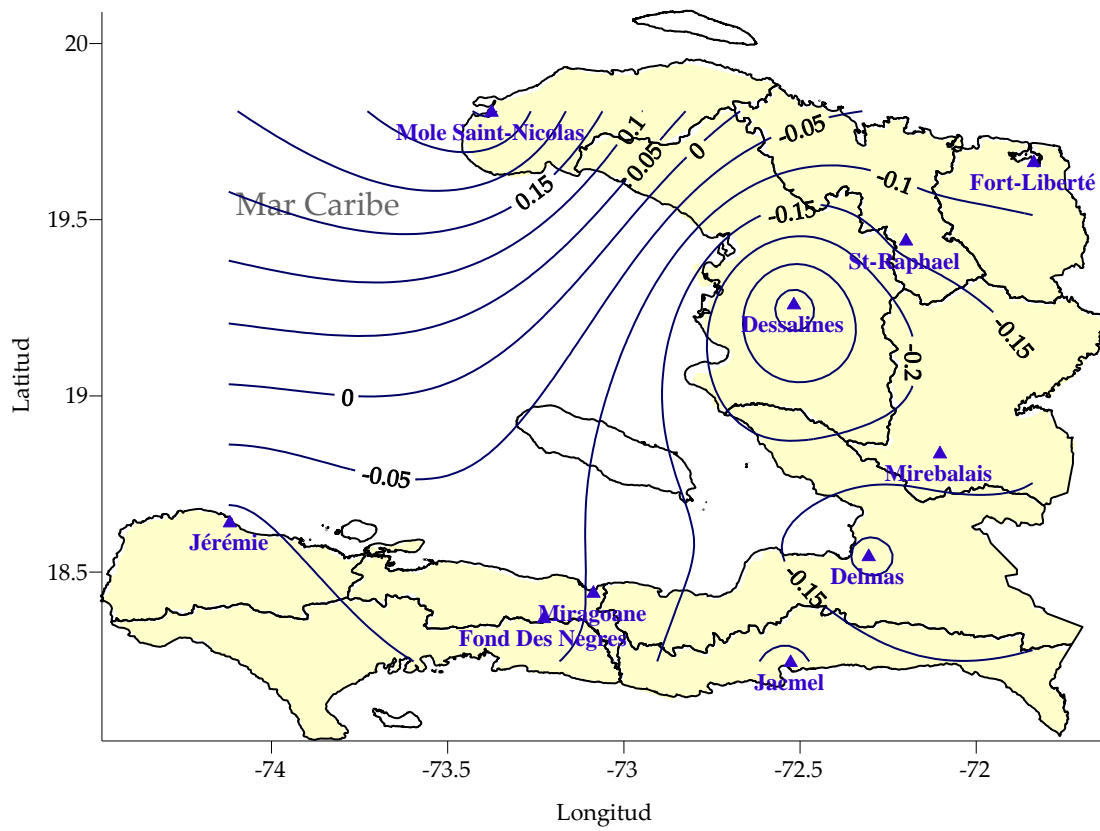 20
19.5
19
18.5
-74
-73.5
-73
-72.5
-72
Latitud
Longitud
Mar Caribe
Mole Saint-Nicolas
Fort-Liberté
St-Raphael
Dessalines
Mirebalais
Jérémie
Delmas
Miragoane
Fond Des Negres
Jacmel
0.1
0.05
0
-0.05
-0.1
0.15
-0.15
-0.15
-0.2
0
-0.05
-0.15